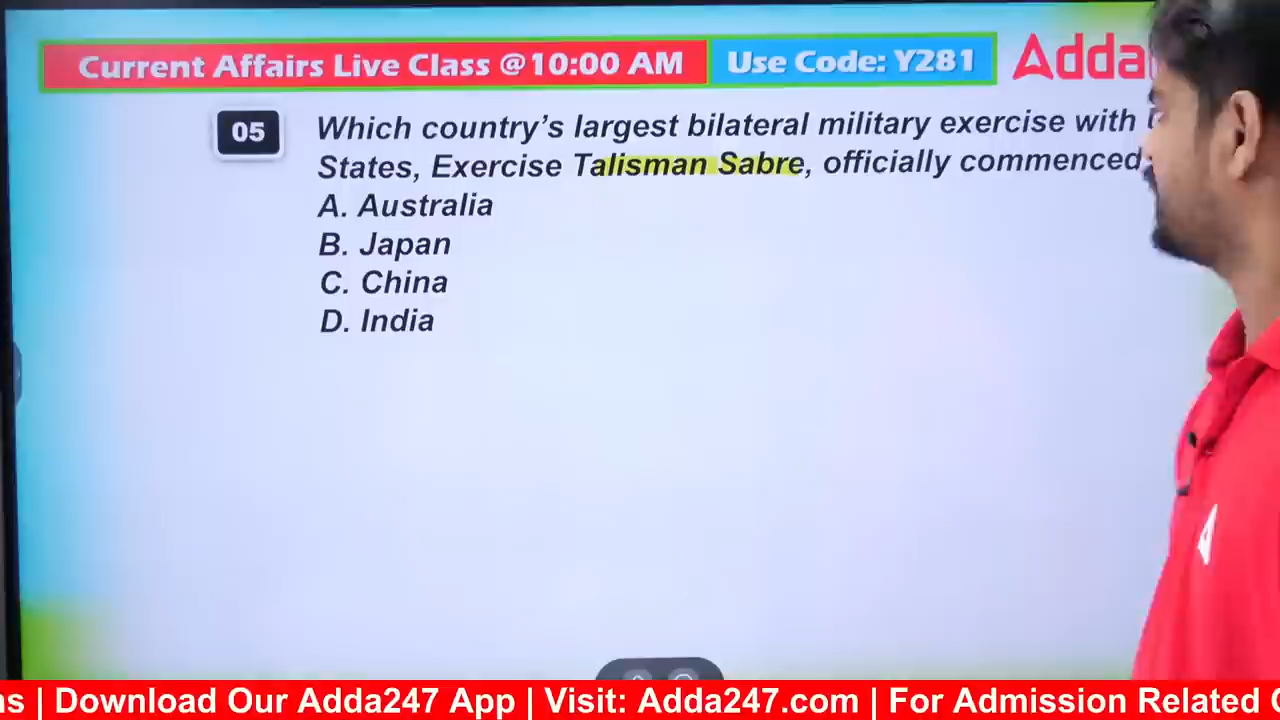 Current Affairs Live Class @10:00 AM Use Code: Y281 Adda
05 Which country's largest bilateral military exercise with
States, Exercise Talisman Sabre, officially commenced
A. Australia
B. Japan
C. China
D. India
| Download Our Adda247 App | Visit: Adda247.com | For Admission Related